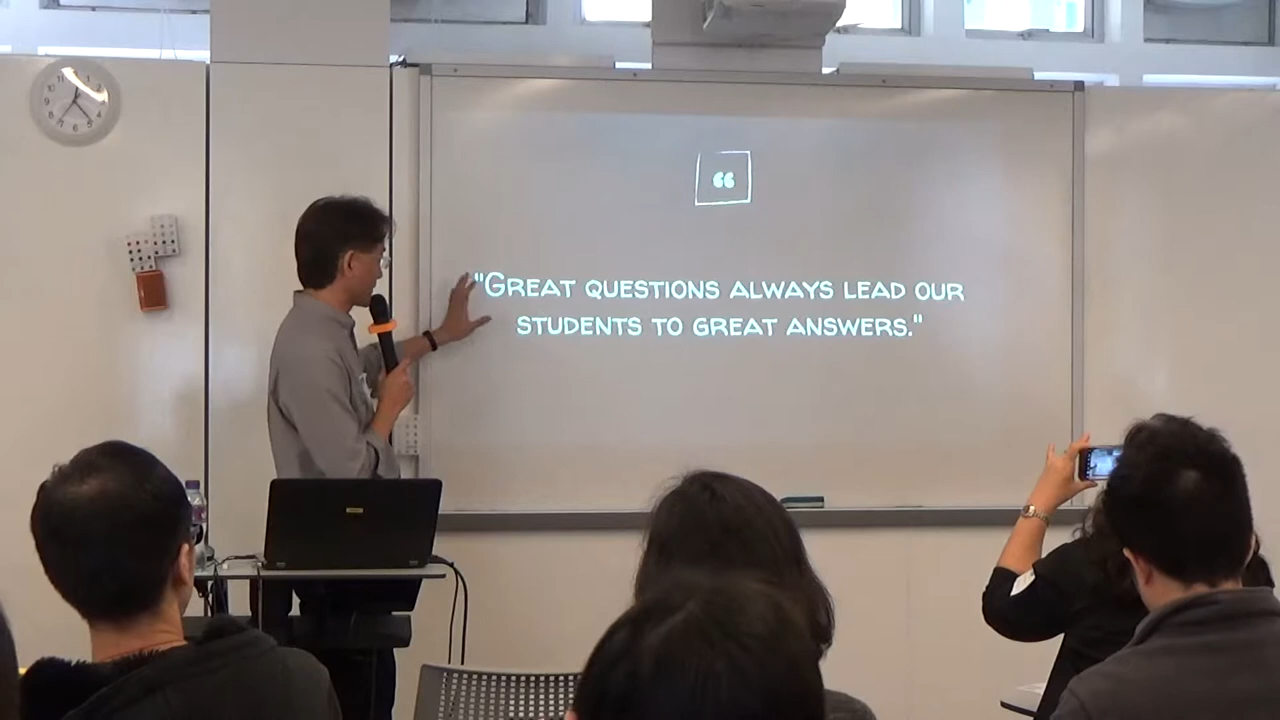 “
"Great questions always lead our
students to great answers."